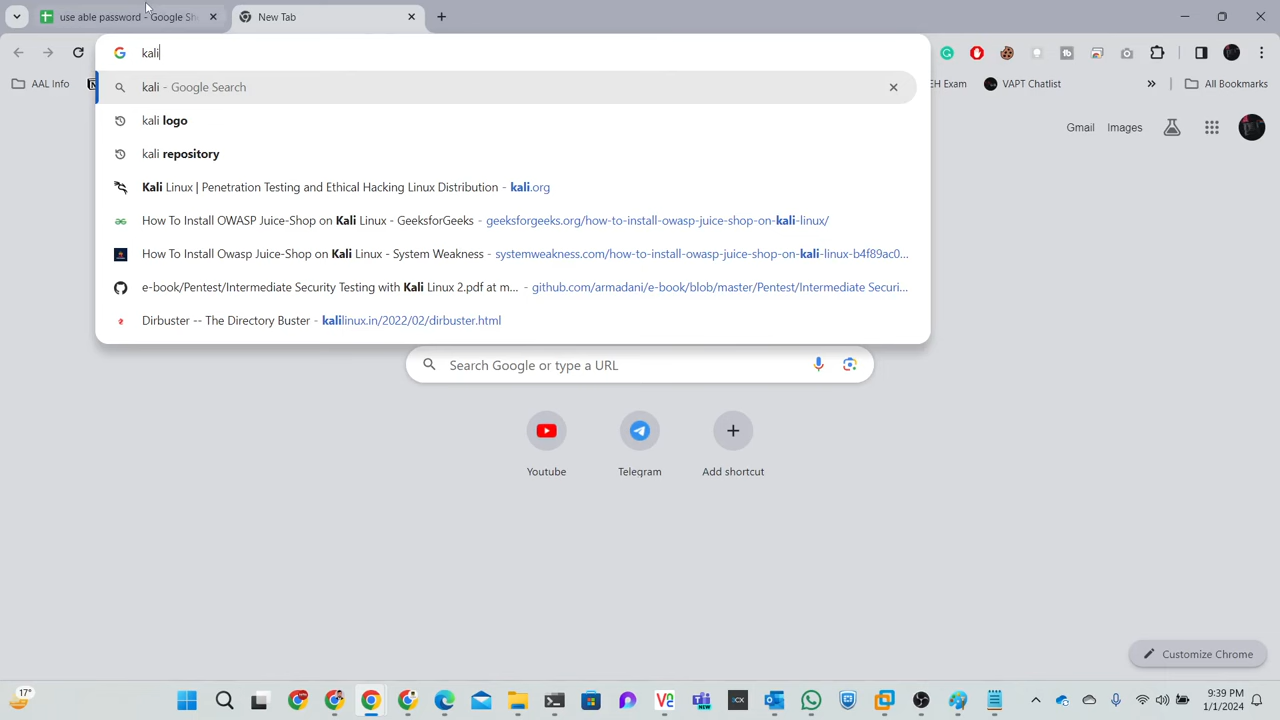 use able password - Google Sh
New Tab
kali
AAL Info
EH Exam
VAPT Chatlist
All Bookmarks
kali - Google Search
kali logo
kali repository
Kali Linux | Penetration Testing and Ethical Hacking Linux Distribution - kali.org
How To Install OWASP Juice-Shop on Kali Linux - GeeksforGeeks - geeksforgeeks.org/how-to-install-owasp-juice-shop-on-kali-linux/
How To Install Owasp Juice-Shop on Kali Linux - System Weakness - systemweakness.com/how-to-install-owasp-juice-shop-on-kali-linux-b4f89ac0...
e-book/Pentest/Intermediate Security Testing with Kali Linux 2.pdf at m... - github.com/armadani/e-book/blob/master/Pentest/Intermediate Securi...
Dirbuster -- The Directory Buster - kalilinux.in/2022/02/dirbuster.html
Gmail Images
Search Google or type a URL
Youtube
Telegram
Add shortcut
Customize Chrome
17°
9:39 PM
1/1/2024